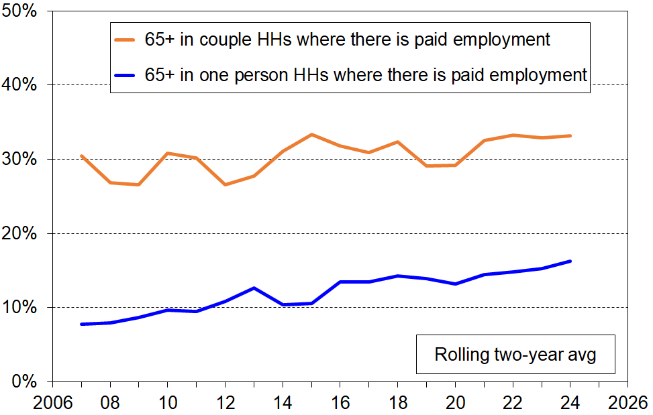 50%
65+ in couple HHs where there is paid employment
65+ in one person HHs where there is paid employment
40%
30%
20%
10%
Rolling two-year avg
0%
2006 08 10 12 14 16 18 20 22 24 2026